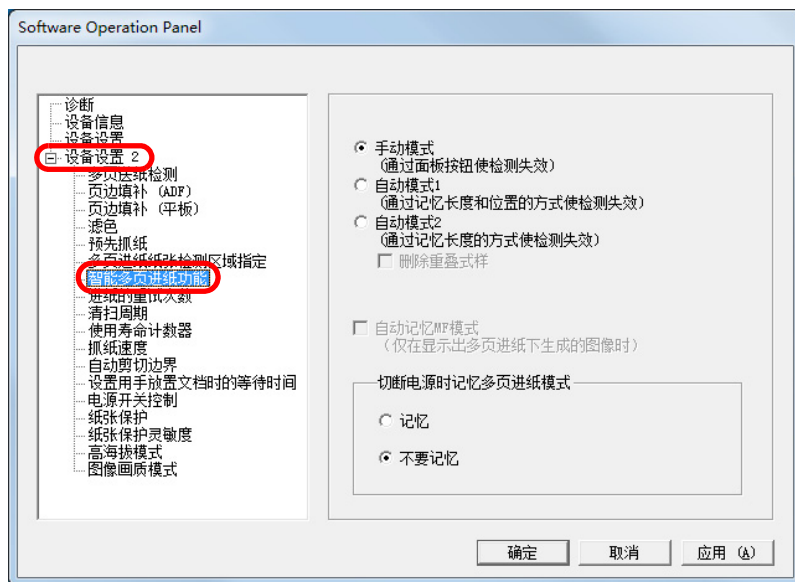 Software Operation Panel
诊断
设备信息
设备设置
设备设置 2
多页送纸检测
页边填补 (ADF)
页边填补 (平板)
滤色
预先抓纸
多页进纸纸张检测区域指定
智能多页进纸功能
进纸的重试次数
清扫周期
使用寿命计数器
抓纸速度
自动剪切边界
设置用手放置文档时的等待时间
电源开关控制
纸张保护
纸张保护灵敏度
高海拔模式
图像画质模式
手动模式
(通过面板按钮使检测失效)
自动模式1
(通过记忆长度和位置的方式使检测失效)
自动模式2
(通过记忆长度的方式使检测失效)
删除重叠式样
自动记忆MF模式
(仅在显示出多页进纸下生成的图像时)
切断电源时记忆多页进纸模式
记忆
不要记忆
确定
取消
应用 (A)